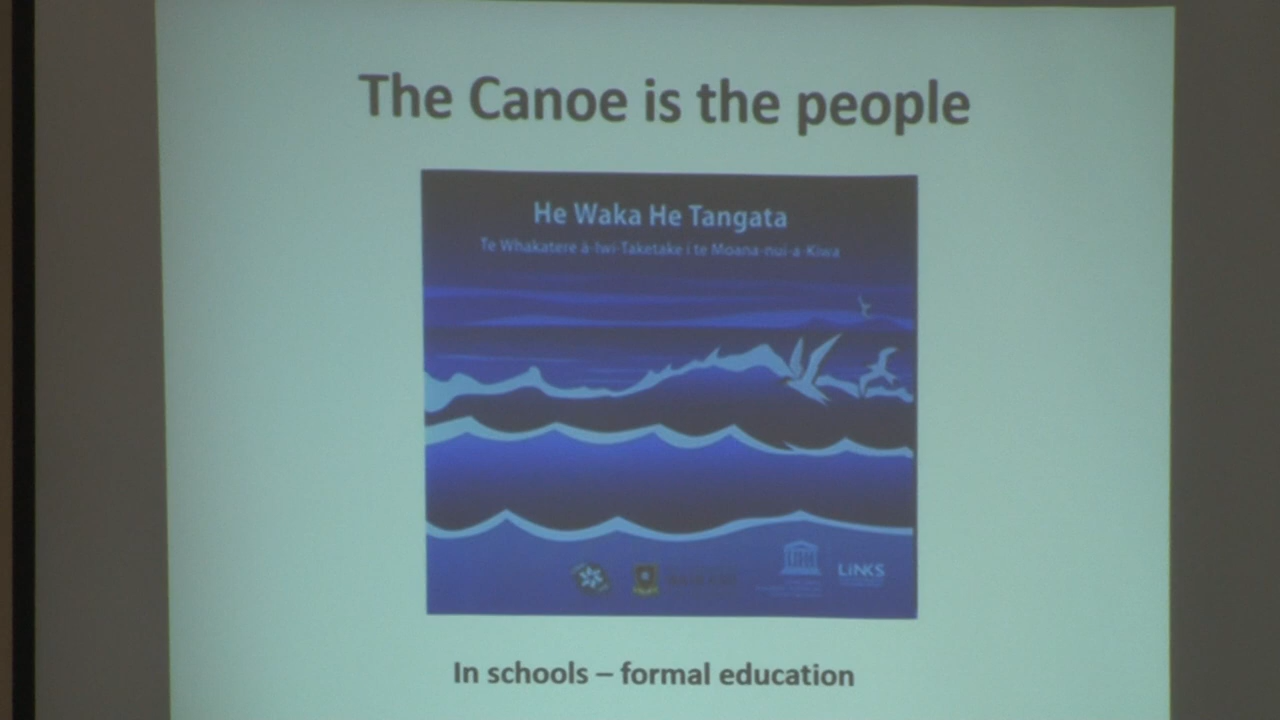 The Canoe is the people
He Waka He Tangata
Te Whakatere ā-Iwi-Taketake i te Moana-nui-a-Kiwa
LiNKS
In schools – formal education